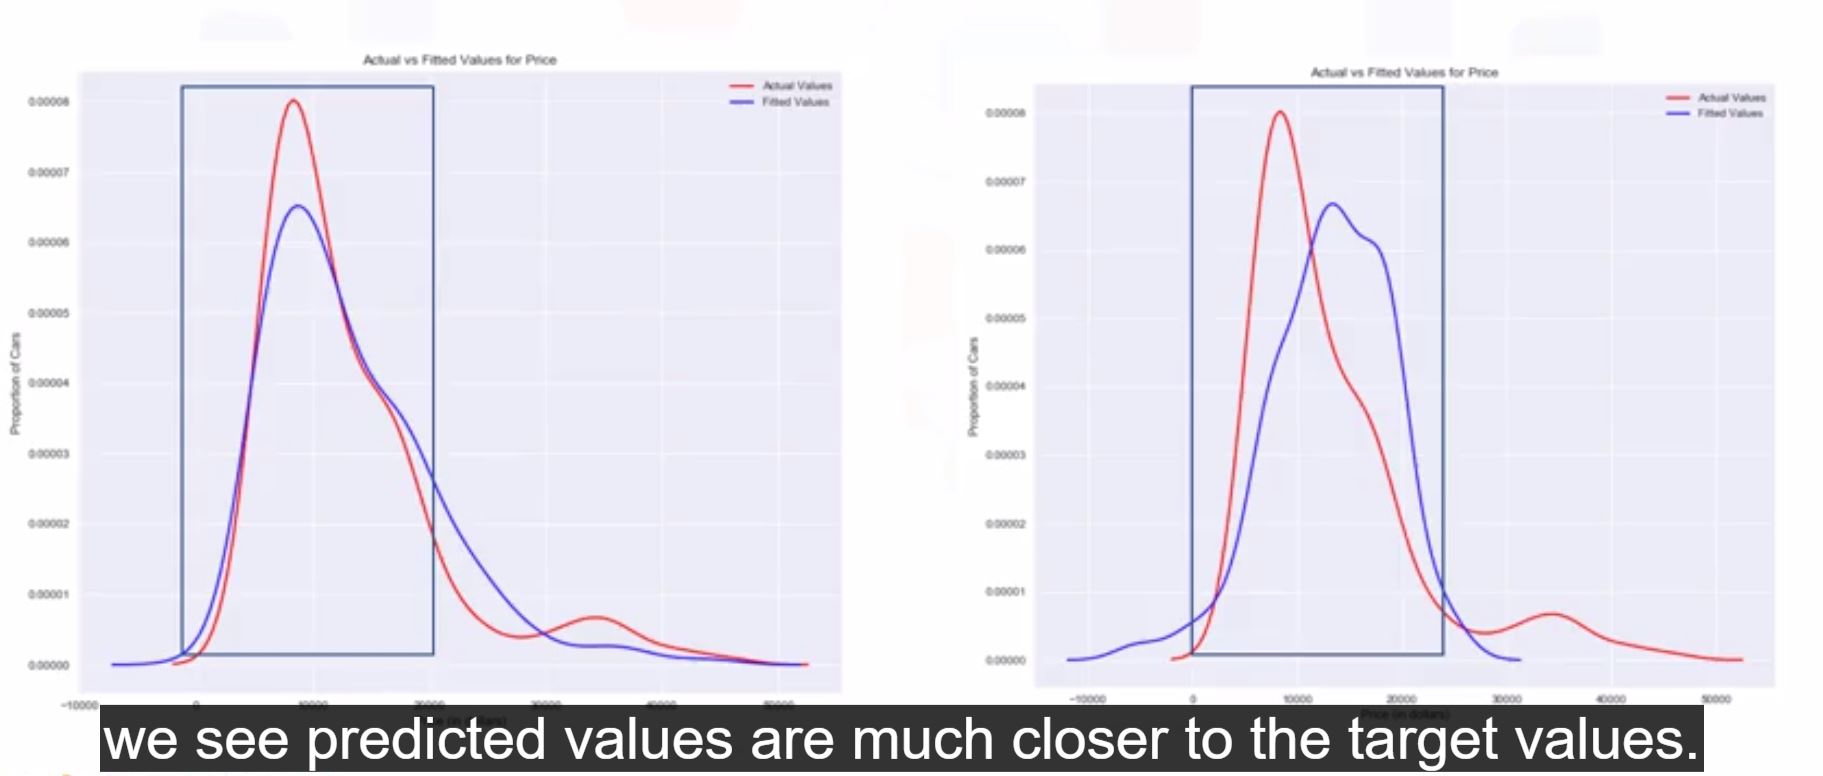 Actual vs Fitted Values for Price
Actual Values
Fitted Values
0.00008
0.00007
0.00006
0.00005
0.00004
0.00003
0.00002
0.00001
0.00000
Proportion of Cars
-10000 0 10000 20000 30000 40000 50000
Price (in dollars)
Actual vs Fitted Values for Price
Actual Values
Fitted Values
0.00008
0.00007
0.00006
0.00005
0.00004
0.00003
0.00002
0.00001
0.00000
Proportion of Cars
-10000 0 10000 20000 30000 40000 50000
Price (in dollars)
we see predicted values are much closer to the target values.